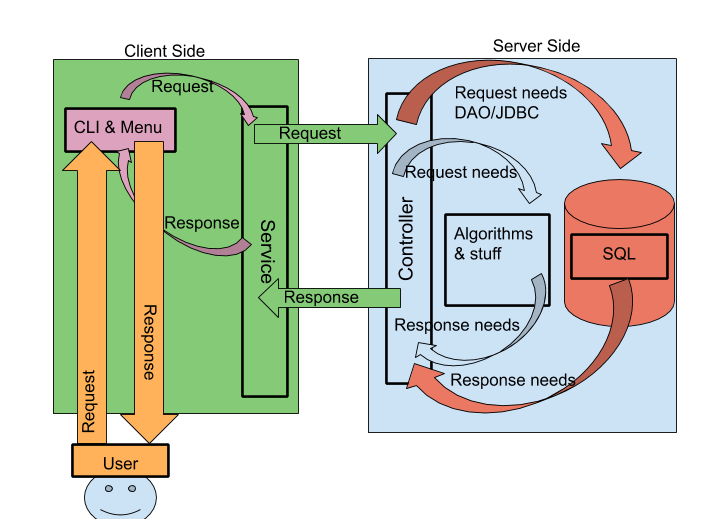 Client Side
Server Side
Request
CLI & Menu
Request
Request needs
DAO/JDBC
Request needs
Response
Service
Controller
Algorithms
& stuff
SQL
Response
Response needs
Response needs
Response
Request
User